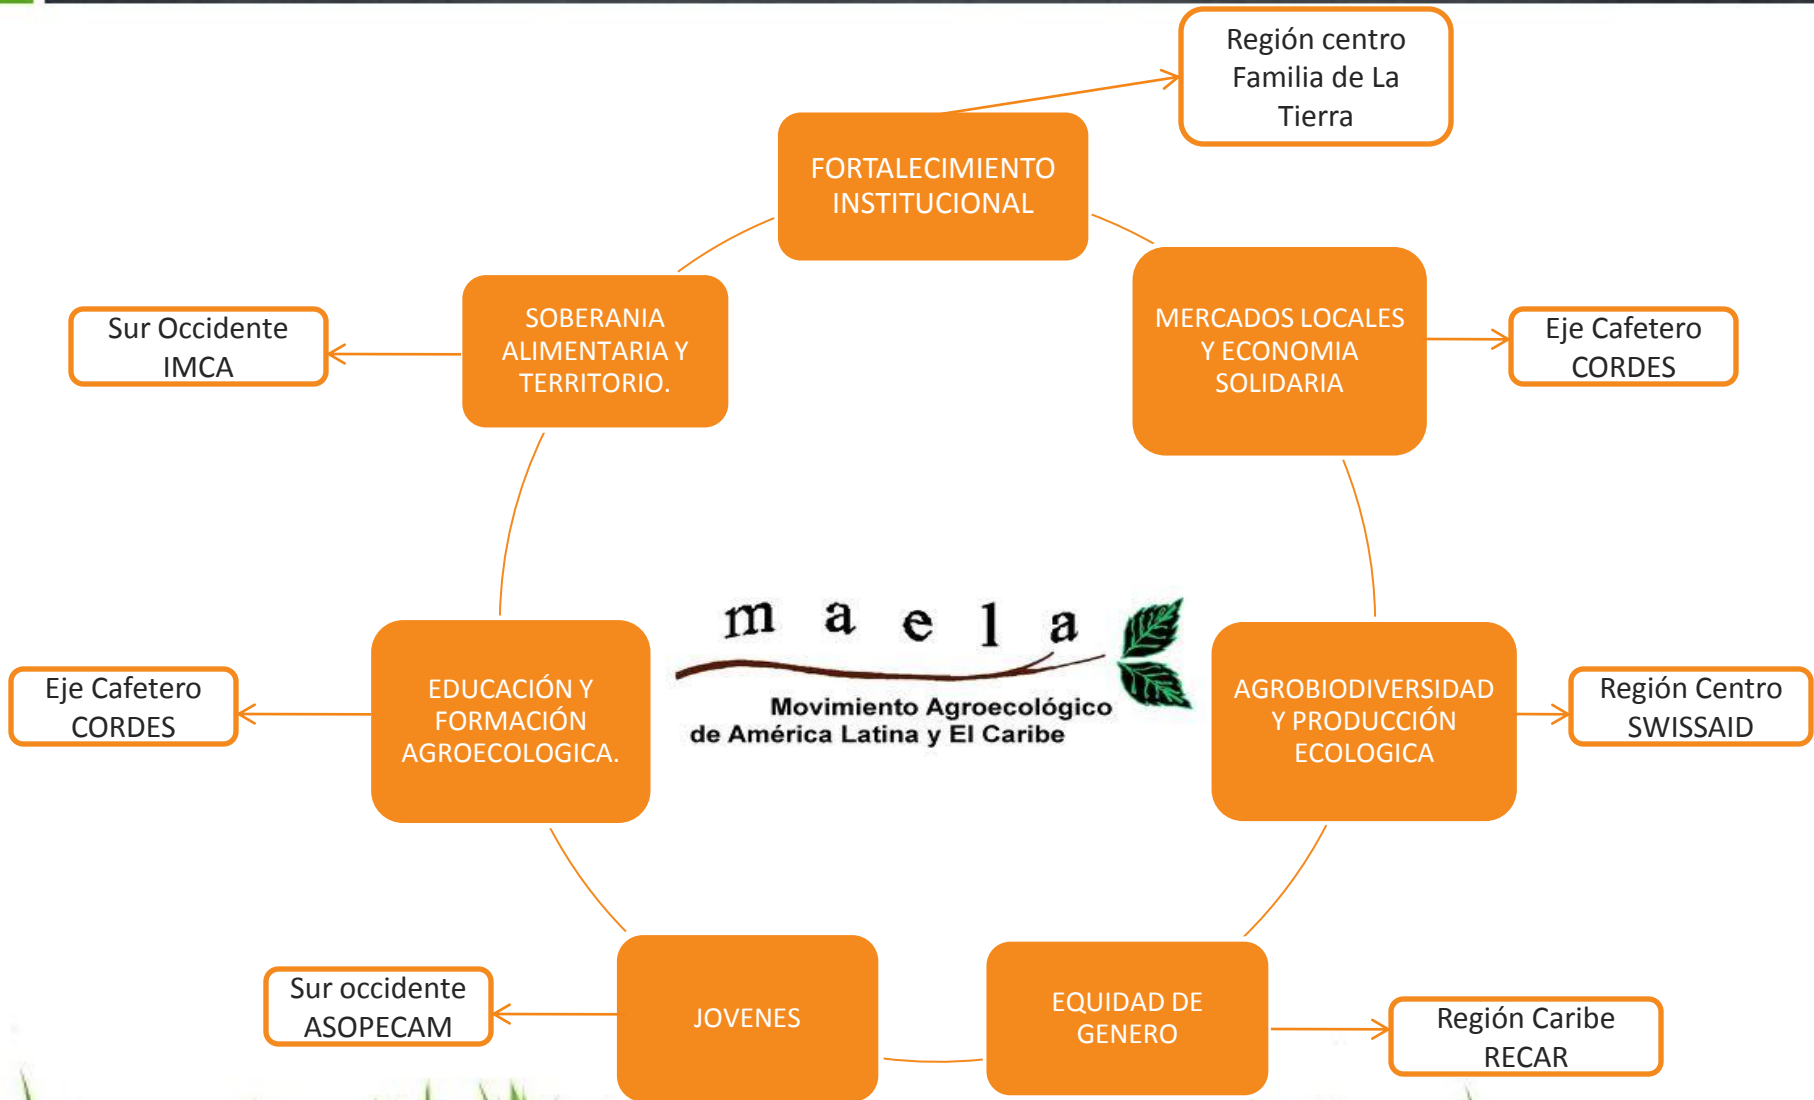 Región centro
Familia de La
Tierra
FORTALECIMIENTO
INSTITUCIONAL
MERCADOS LOCALES
Y ECONOMIA
SOLIDARIA
Eje Cafetero
CORDES
SOBERANIA
ALIMENTARIA Y
TERRITORIO.
Sur Occidente
IMCA
maela
Movimiento Agroecológico
de América Latina y El Caribe
AGROBIODIVERSIDAD
Y PRODUCCIÓN
ECOLOGICA
Región Centro
SWISSAID
EDUCACIÓN Y
FORMACIÓN
AGROECOLOGICA.
Eje Cafetero
CORDES
EQUIDAD DE
GENERO
Región Caribe
RECAR
JOVENES
Sur occidente
ASOPECAM